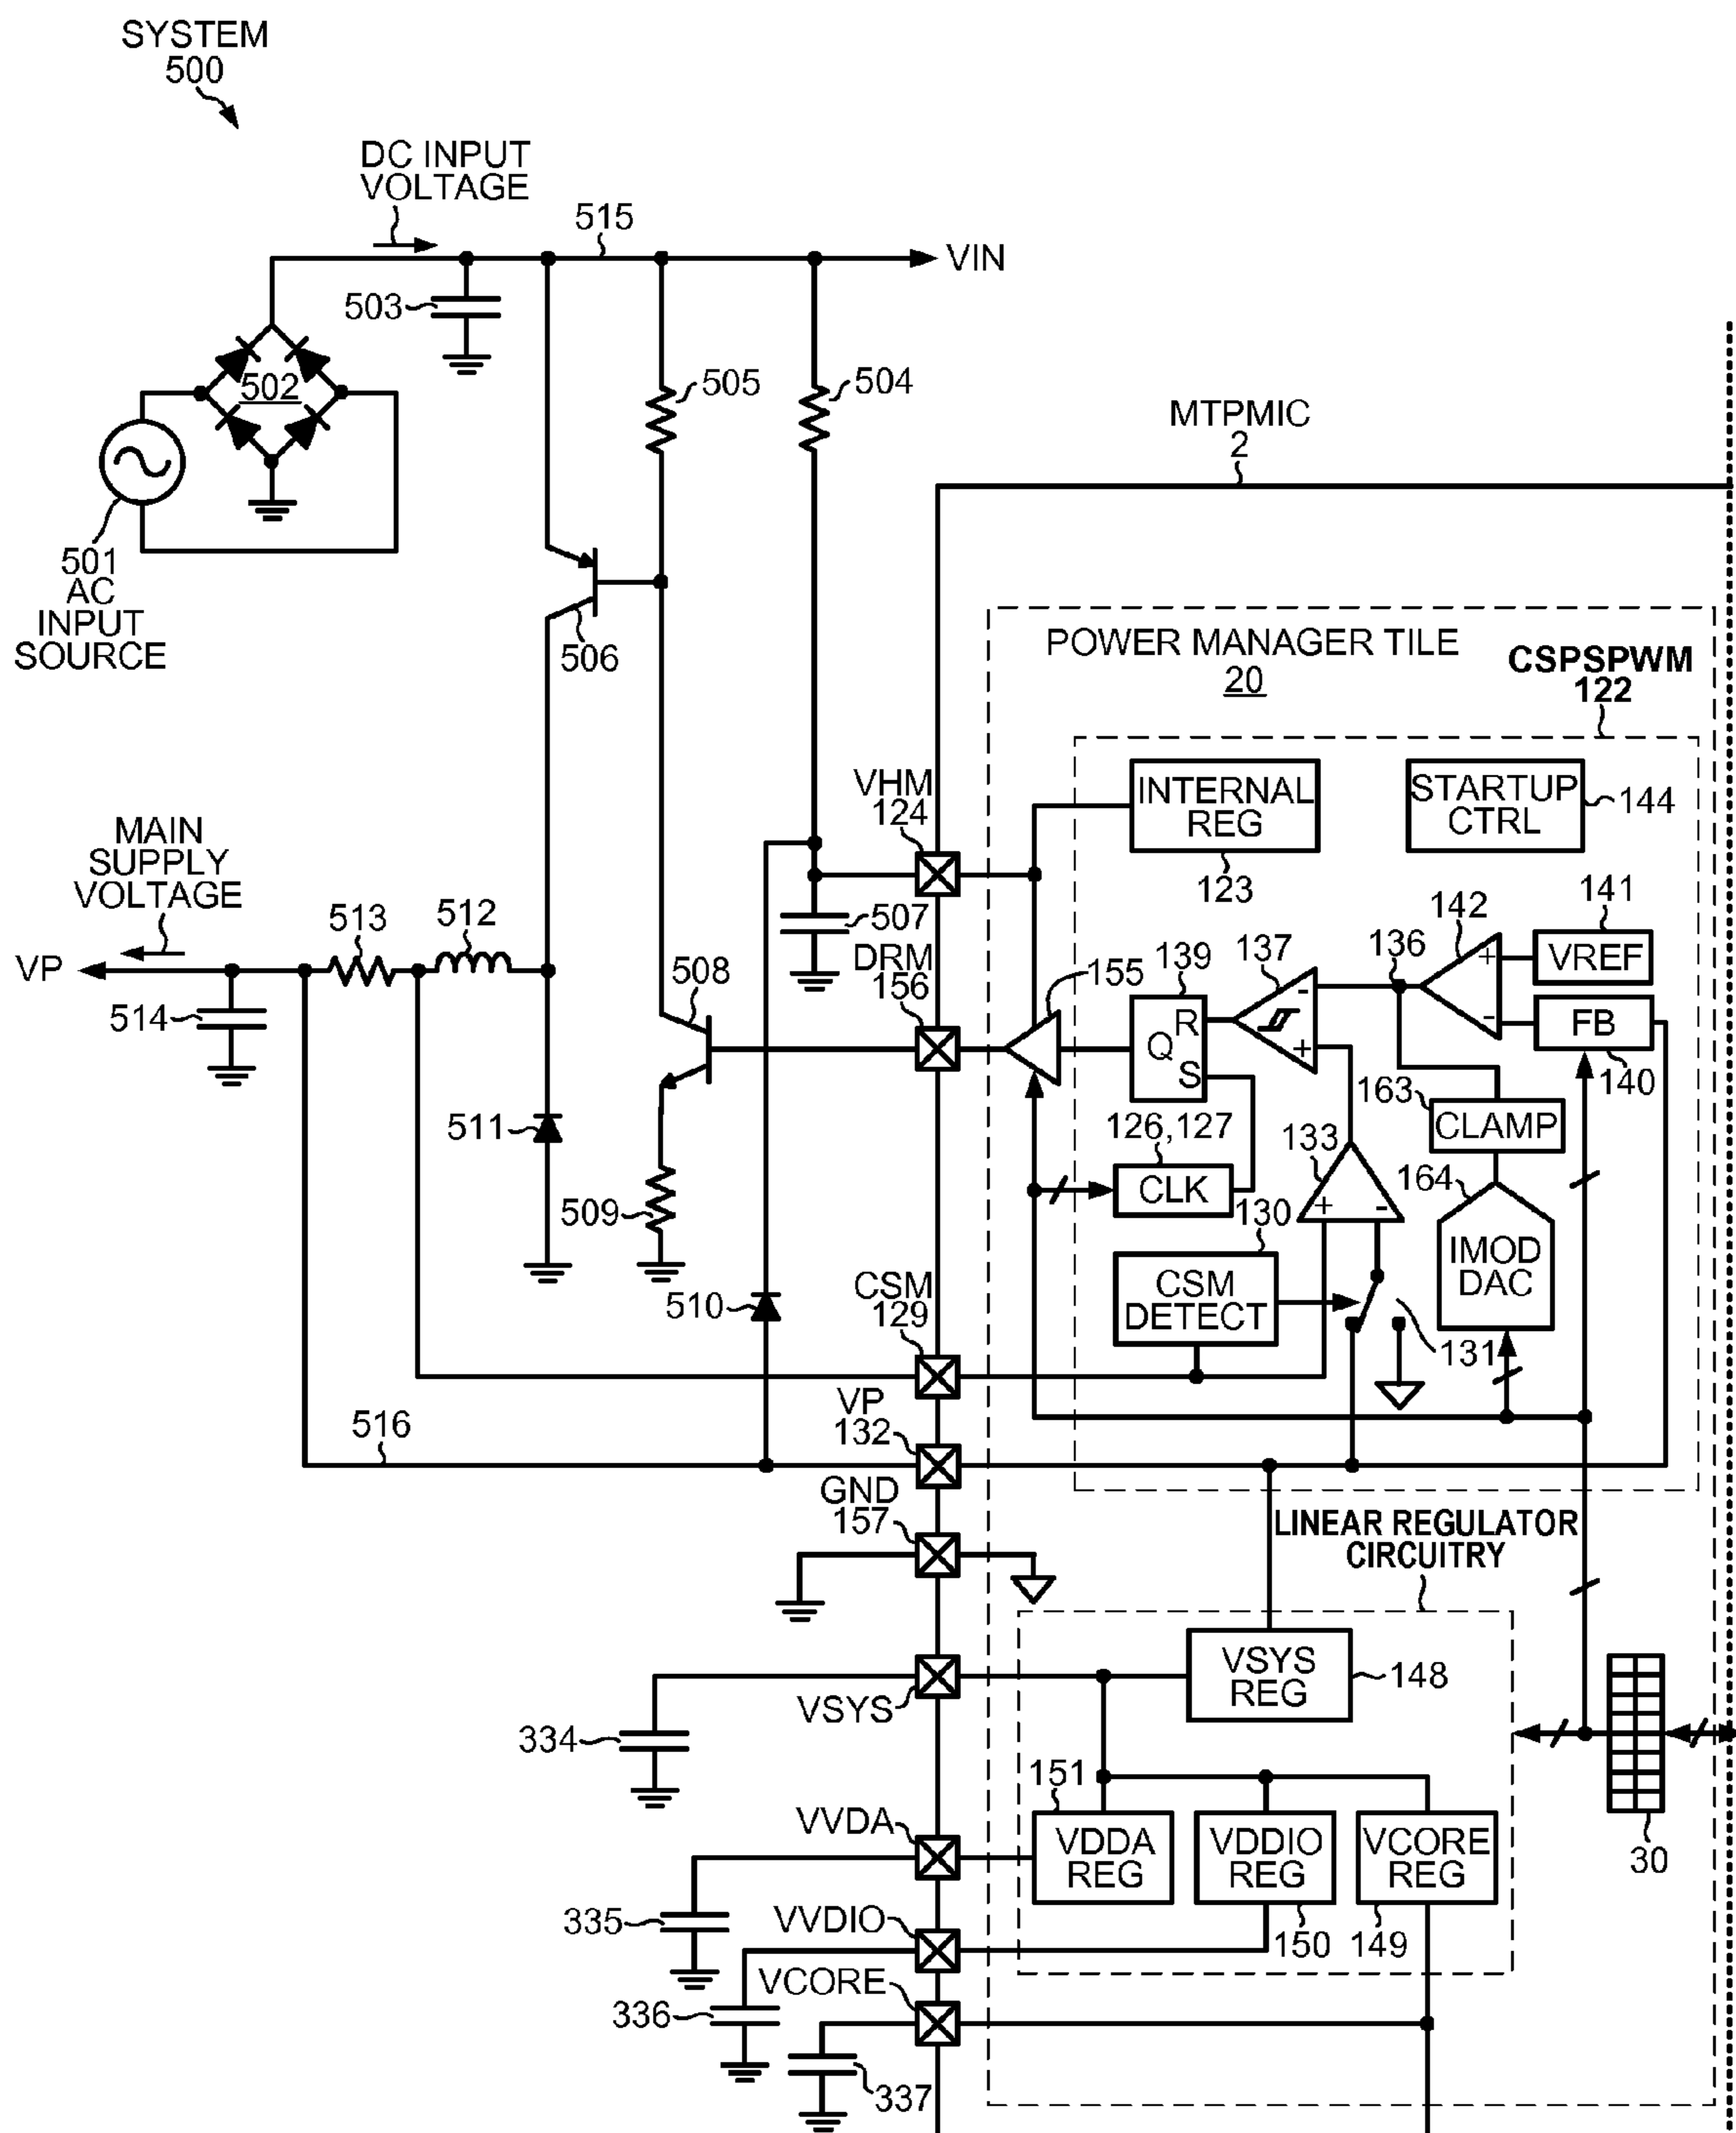 SYSTEM
500
DC INPUT
VOLTAGE
515
VIN
503
502
505
504
501
AC
INPUT
SOURCE
506
MTPMIC
2
POWER MANAGER TILE
20
CSPSPWM
122
VHM
124
INTERNAL
REG
123
STARTUP
CTRL
144
MAIN
SUPPLY
VOLTAGE
VP
513
512
514
507
DRM
156
508
155
139
Q
R
S
137
-
+
136
142
+
-
141
VREF
FB
140
163
CLAMP
164
IMOD
DAC
126,127
CLK
133
+
-
130
CSM
DETECT
131
511
509
510
CSM
129
VP
132
516
GND
157
LINEAR REGULATOR
CIRCUITRY
VSYS
VSYS
REG
148
334
151
VDDA
REG
VDDIO
REG
VCORE
REG
150
149
30
VVDA
335
VVDIO
336
VCORE
337